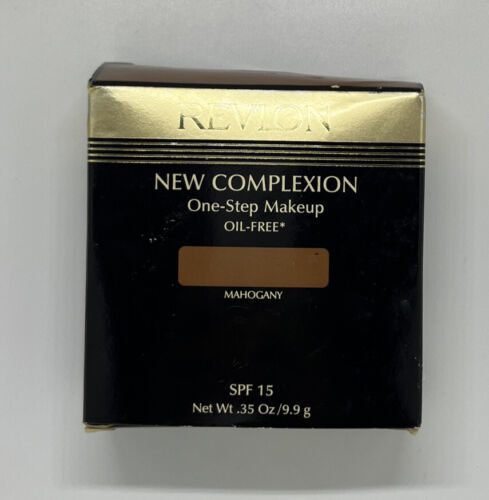 REVLON
NEW COMPLEXION
One-Step Makeup
OIL-FREE*
MAHOGANY
SPF 15
Net Wt .35 Oz/9.9 g